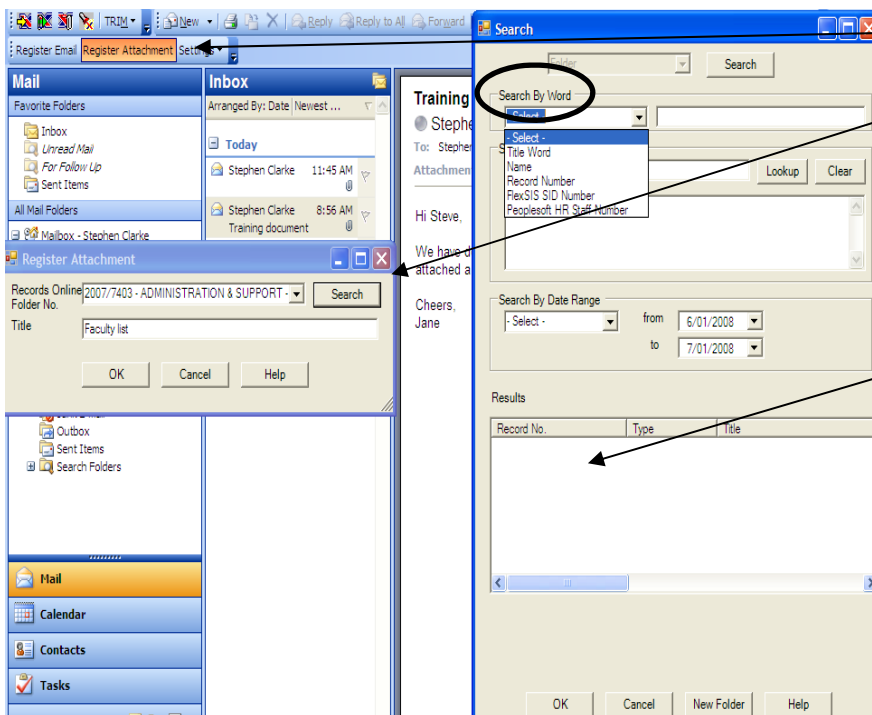 TRIM New Reply Reply to All Forward
Register Email Register Attachment
Mail
Favorite Folders
Inbox
Unread Mail
For Follow Up
Sent Items
All Mail Folders
Mailbox - Stephen Clarke
Inbox
Arranged By: Date Newest ...
Today
Stephen Clarke 11:45 AM
Stephen Clarke 8:56 AM
Training document
Training
Stephe
To: Stephen
Attachmen
Hi Steve,
We have d
attached a
Cheers,
Jane
Register Attachment
Records Online 2007/7403 - ADMINISTRATION & SUPPORT - Search
Folder No.
Title Faculty list
OK Cancel Help
Outbox
Sent Items
Search Folders
Mail
Calendar
Contacts
Tasks
Search
Folder Search
Search By Word
- Select -
- Select -
Title Word
Name
Record Number
FlexSIS SID Number
Peoplesoft HR Staff Number
Lookup Clear
Search By Date Range
- Select - from 6/01/2008
to 7/01/2008
Results
Record No. Type Title
OK Cancel New Folder Help